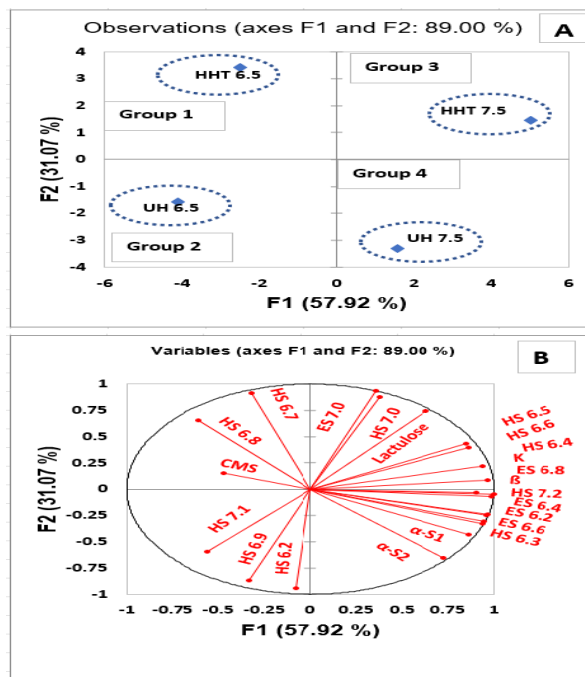 Observations (axes F1 and F2: 89.00 %)
A
F2 (31.07 %)
4
3
2
1
0
-1
-2
-3
-4
HHT 6.5
Group 3
HHT 7.5
Group 1
Group 4
UH 6.5
UH 7.5
Group 2
-6 -4 -2 0 2 4 6
F1 (57.92 %)
Variables (axes F1 and F2: 89.00 %)
B
F2 (31.07 %)
1
0.75
0.5
0.25
0
-0.25
-0.5
-0.75
-1
HS 6.7
HS 6.8
CMS
ES 7.0
HS 7.0
Lactulose
HS 6.5
HS 6.6
HS 6.4
K
ES 6.8
ß
HS 7.2
ES 6.4
ES 6.2
ES 6.6
HS 6.3
HS 7.1
HS 6.9
HS 6.2
α-S1
α-S2
-1 -0.75 -0.5 -0.25 0 0.25 0.5 0.75 1
F1 (57.92 %)